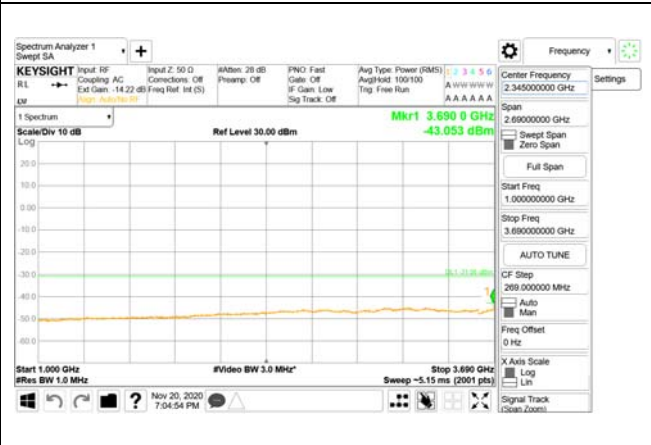 Spectrum Analyzer 1
Swept SA
Frequency
KEYSIGHT
RL
Input: RF
Coupling: AC
Ext Gain: -14.22 dB
Align: Auto/No RF
Input Z: 50 Ω
Corrections: Off
Freq Ref: Int (S)
#Atten: 28 dB
Preamp: Off
PNO: Fast
Gate: Off
IF Gain: Low
Sig Track: Off
Avg Type: Power (RMS)
Avg|Hold: 100/100
Trig: Free Run
1 2 3 4 5 6
A W W W W W
A A A A A A
1 Spectrum
Scale/Div 10 dB
Log
Ref Level 30.00 dBm
Mkr1 3.690 0 GHz
-43.053 dBm
20.0
10.0
0.00
-10.0
-20.0
-30.0
-40.0
-50.0
-60.0
1
Start 1.000 GHz
#Res BW 1.0 MHz
#Video BW 3.0 MHz*
Stop 3.690 GHz
Sweep ~5.15 ms (2001 pts)
Nov 20, 2020
7:04:54 PM
Center Frequency
2.345000000 GHz
Settings
Span
2.69000000 GHz
Swept Span
Zero Span
Full Span
Start Freq
1.000000000 GHz
Stop Freq
3.690000000 GHz
AUTO TUNE
CF Step
269.000000 MHz
Auto
Man
Freq Offset
0 Hz
X Axis Scale
Log
Lin
Signal Track
(Span Zoom)